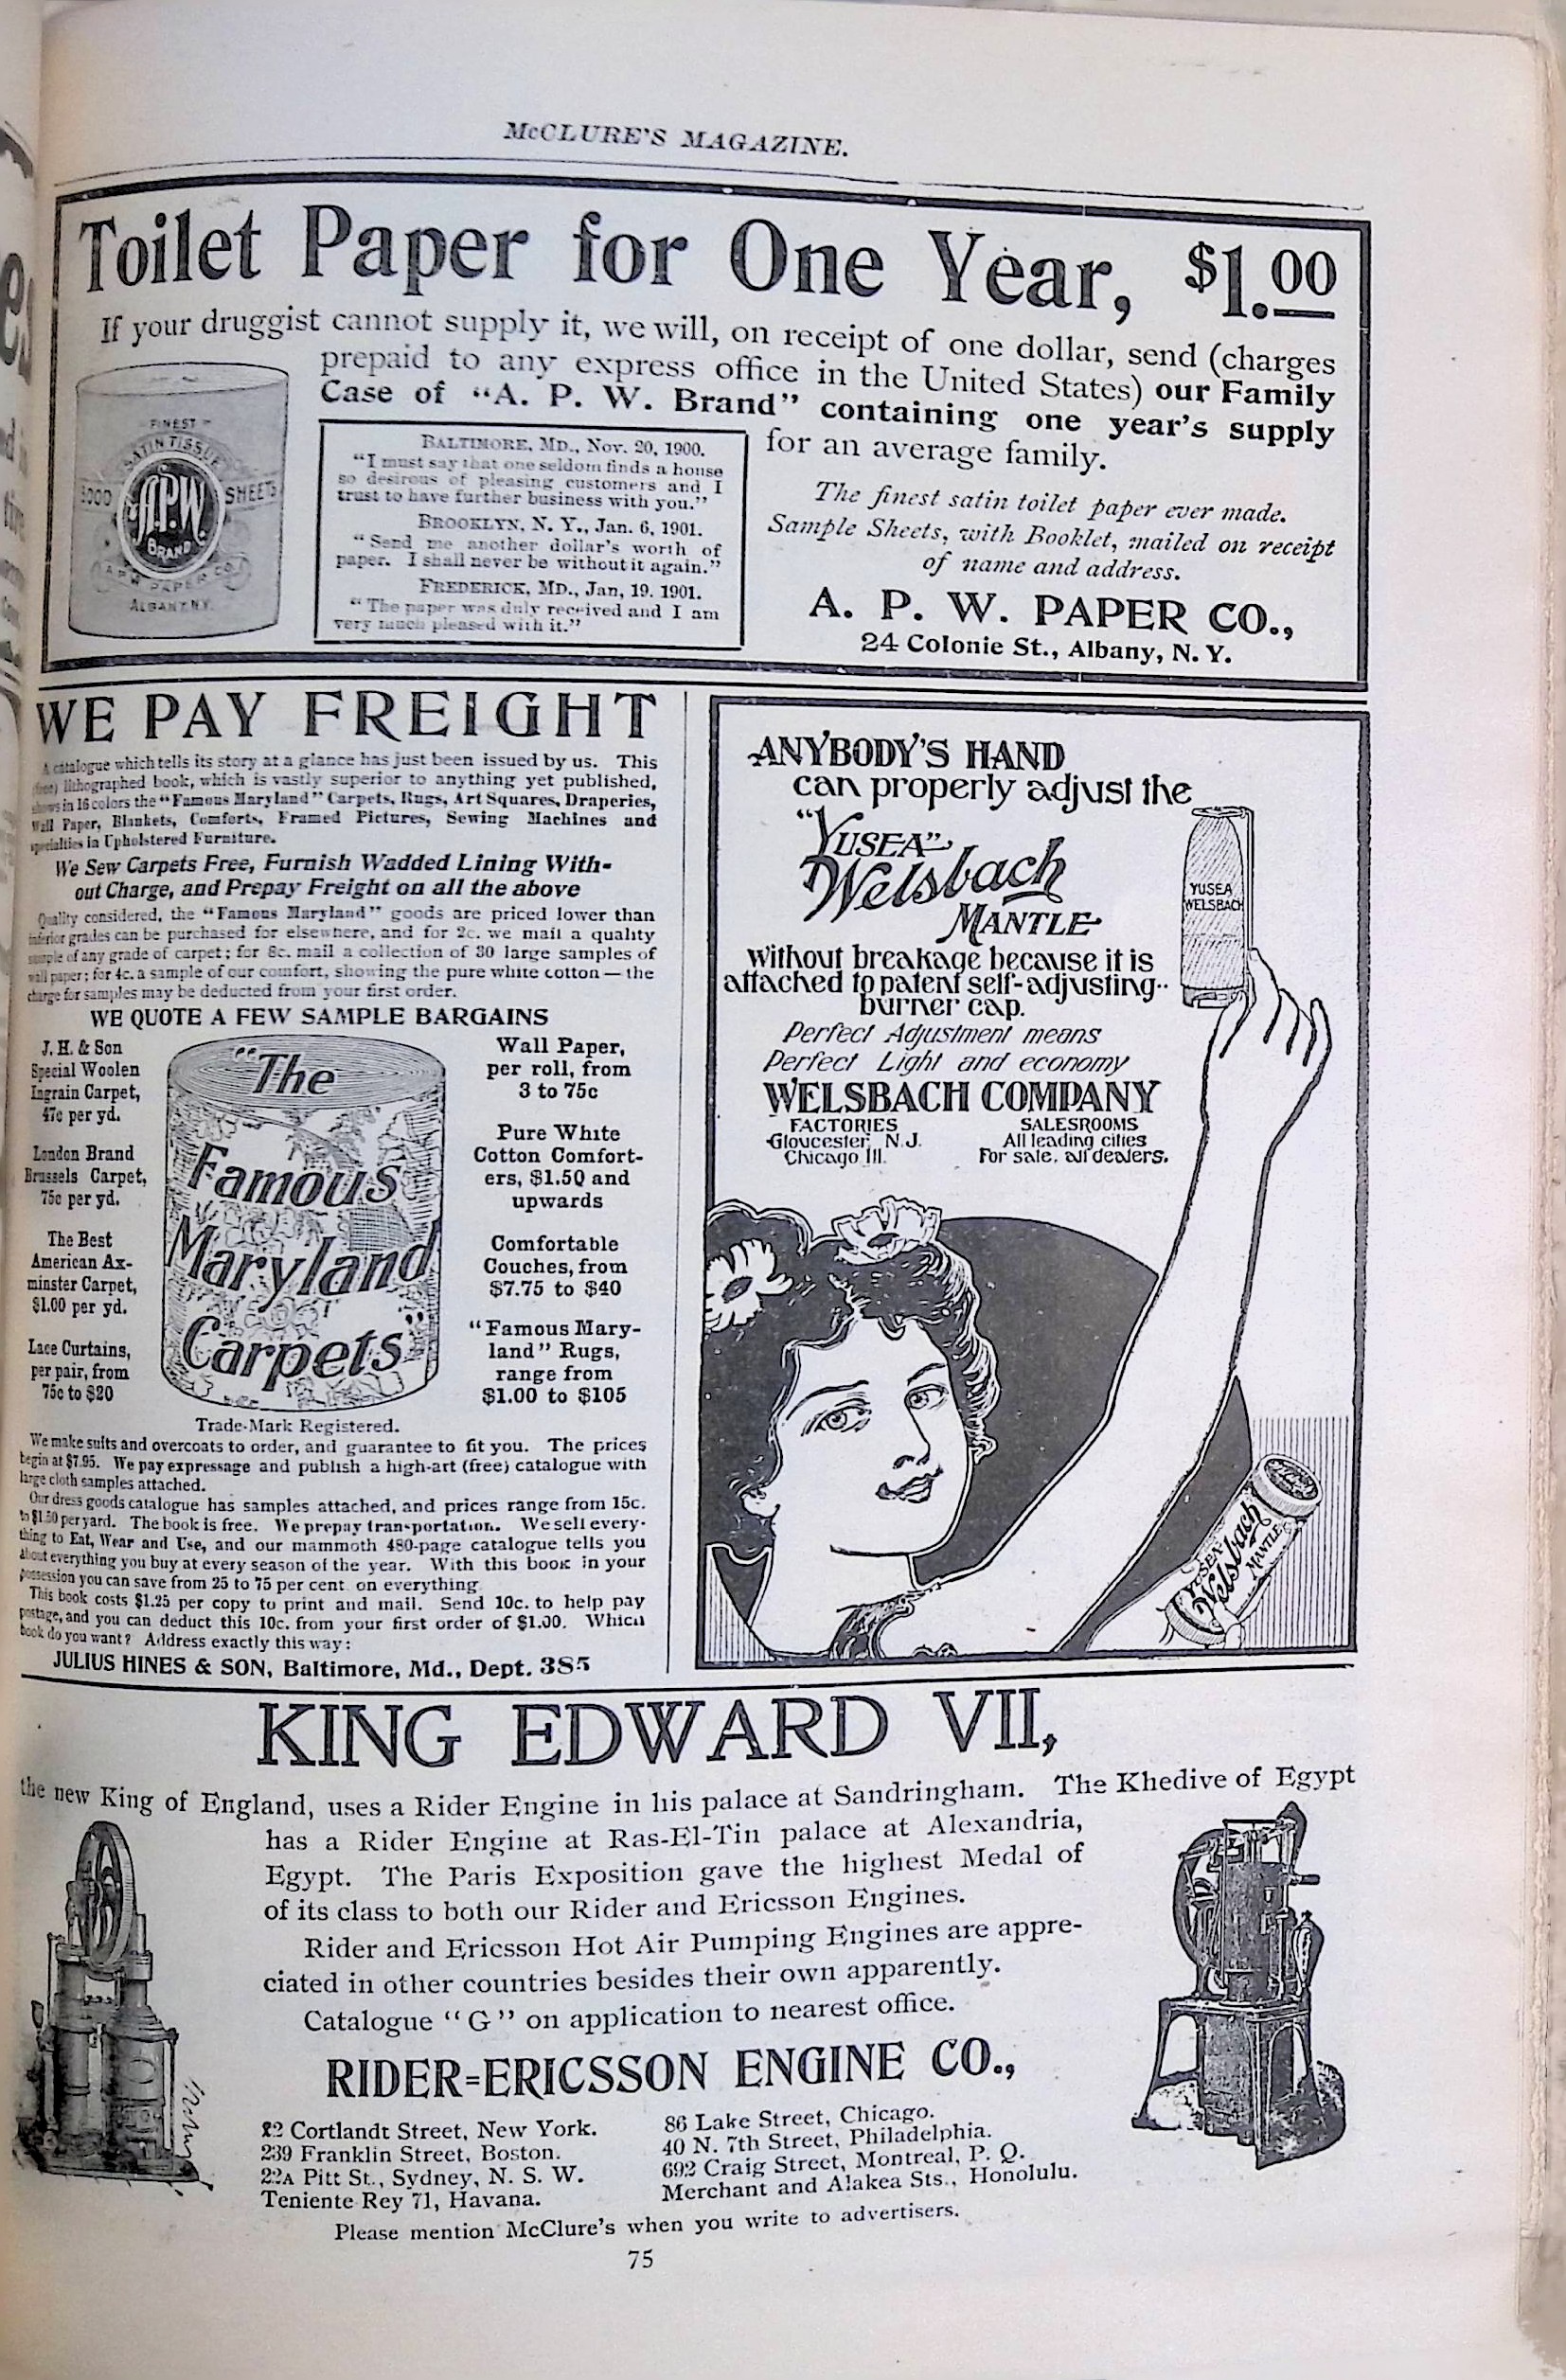 McCLURE'S MAGAZINE.
Toilet Paper for One Year, $1.00
If your druggist cannot supply it, we will, on receipt of one dollar, send (charges
prepaid to any express office in the United States) our Family
Case of "A. P. W. Brand" containing one year's supply
for an average family.
FINEST
SATIN TISSUE
SHEETS
A.P.W.
BRAND
A.P.W. PAPER CO.
ALBANY. N.Y.
BALTIMORE, MD., Nov. 20, 1900.
"I must say that one seldom finds a house
so desirous of pleasing customers and I
trust to have further business with you."
BROOKLYN, N. Y., Jan. 6, 1901.
"Send me another dollar's worth of
paper. I shall never be without it again."
FREDERICK, MD., Jan, 19. 1901.
"The paper was duly received and I am
very much pleased with it."
The finest satin toilet paper ever made.
Sample Sheets, with Booklet, mailed on receipt
of name and address.
A. P. W. PAPER CO.,
24 Colonie St., Albany, N. Y.
WE PAY FREIGHT
A catalogue which tells its story at a glance has just been issued by us. This
(free) lithographed book, which is vastly superior to anything yet published,
shows in 16 colors the "Famous Maryland" Carpets, Rugs, Art Squares, Draperies,
Wall Paper, Blankets, Comforts, Framed Pictures, Sewing Machines and
specialties in Upholstered Furniture.
We Sew Carpets Free, Furnish Wadded Lining With-
out Charge, and Prepay Freight on all the above
Quality considered, the "Famous Maryland" goods are priced lower than
inferior grades can be purchased for elsewhere, and for 2c. we mail a quality
sample of any grade of carpet; for 8c. mail a collection of 30 large samples of
wall paper; for 4c. a sample of our comfort, showing the pure white cotton — the
charge for samples may be deducted from your first order.
WE QUOTE A FEW SAMPLE BARGAINS
J. H. & Son
Special Woolen
Ingrain Carpet,
47c per yd.
London Brand
Brussels Carpet,
75c per yd.
The Best
American Ax-
minster Carpet,
$1.00 per yd.
Lace Curtains,
per pair, from
75c to $20
"The
Famous
Maryland
Carpets"
Wall Paper,
per roll, from
3 to 75c
Pure White
Cotton Comfort-
ers, $1.50 and
upwards
Comfortable
Couches, from
$7.75 to $40
"Famous Mary-
land" Rugs,
range from
$1.00 to $105
Trade-Mark Registered.
We make suits and overcoats to order, and guarantee to fit you. The prices
begin at $7.95. We pay expressage and publish a high-art (free) catalogue with
large cloth samples attached.
Our dress goods catalogue has samples attached, and prices range from 15c.
to $1.50 per yard. The book is free. We prepay transportation. We sell every-
thing to Eat, Wear and Use, and our mammoth 480-page catalogue tells you
about everything you buy at every season of the year. With this book in your
possession you can save from 25 to 75 per cent on everything
This book costs $1.25 per copy to print and mail. Send 10c. to help pay
postage, and you can deduct this 10c. from your first order of $1.00. Which
book do you want? Address exactly this way:
JULIUS HINES & SON, Baltimore, Md., Dept. 385
ANYBODY'S HAND
can properly adjust the
"YUSEA"
Welsbach
MANTLE
without breakage because it is
attached to patent self-adjusting
burner cap.
Perfect Adjustment means
Perfect Light and economy
WELSBACH COMPANY
FACTORIES
Gloucester, N.J.
Chicago Ill.
SALESROOMS
All leading cities
For sale, all dealers.
YUSEA
WELSBACH
YUSEA
Welsbach
MANTLE
KING EDWARD VII,
the new King of England, uses a Rider Engine in his palace at Sandringham. The Khedive of Egypt
has a Rider Engine at Ras-El-Tin palace at Alexandria,
Egypt. The Paris Exposition gave the highest Medal of
of its class to both our Rider and Ericsson Engines.
Rider and Ericsson Hot Air Pumping Engines are appre-
ciated in other countries besides their own apparently.
Catalogue "G" on application to nearest office.
RIDER=ERICSSON ENGINE CO.,
22 Cortlandt Street, New York.
239 Franklin Street, Boston.
22A Pitt St., Sydney, N. S. W.
Teniente Rey 71, Havana.
86 Lake Street, Chicago.
40 N. 7th Street, Philadelphia.
692 Craig Street, Montreal, P. Q.
Merchant and Alakea Sts., Honolulu.
Please mention McClure's when you write to advertisers.
75